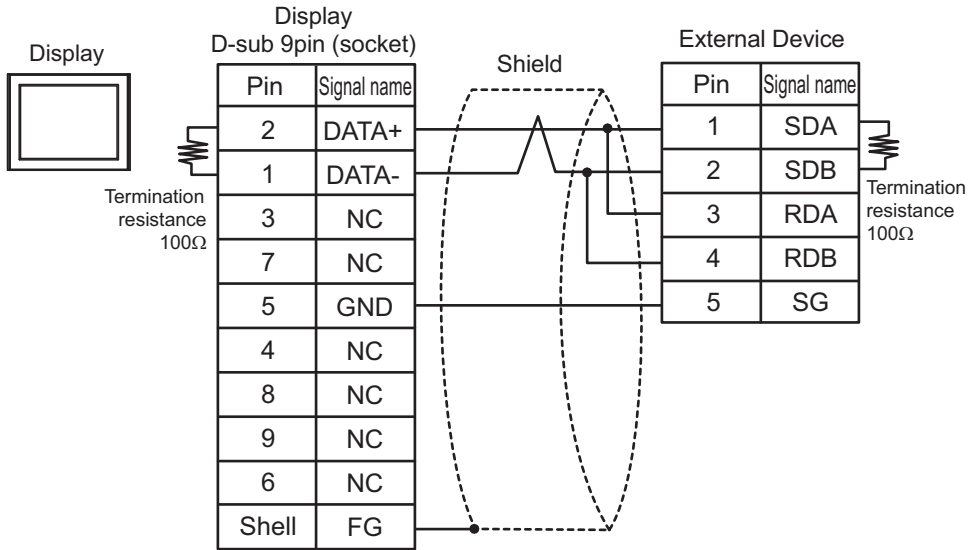 Display
Display
D-sub 9pin (socket)
Shield
External Device
Pin Signal name
2 DATA+
1 DATA-
3 NC
7 NC
5 GND
4 NC
8 NC
9 NC
6 NC
Shell FG
Termination
resistance
100Ω
Pin Signal name
1 SDA
2 SDB
3 RDA
4 RDB
5 SG
Termination
resistance
100Ω